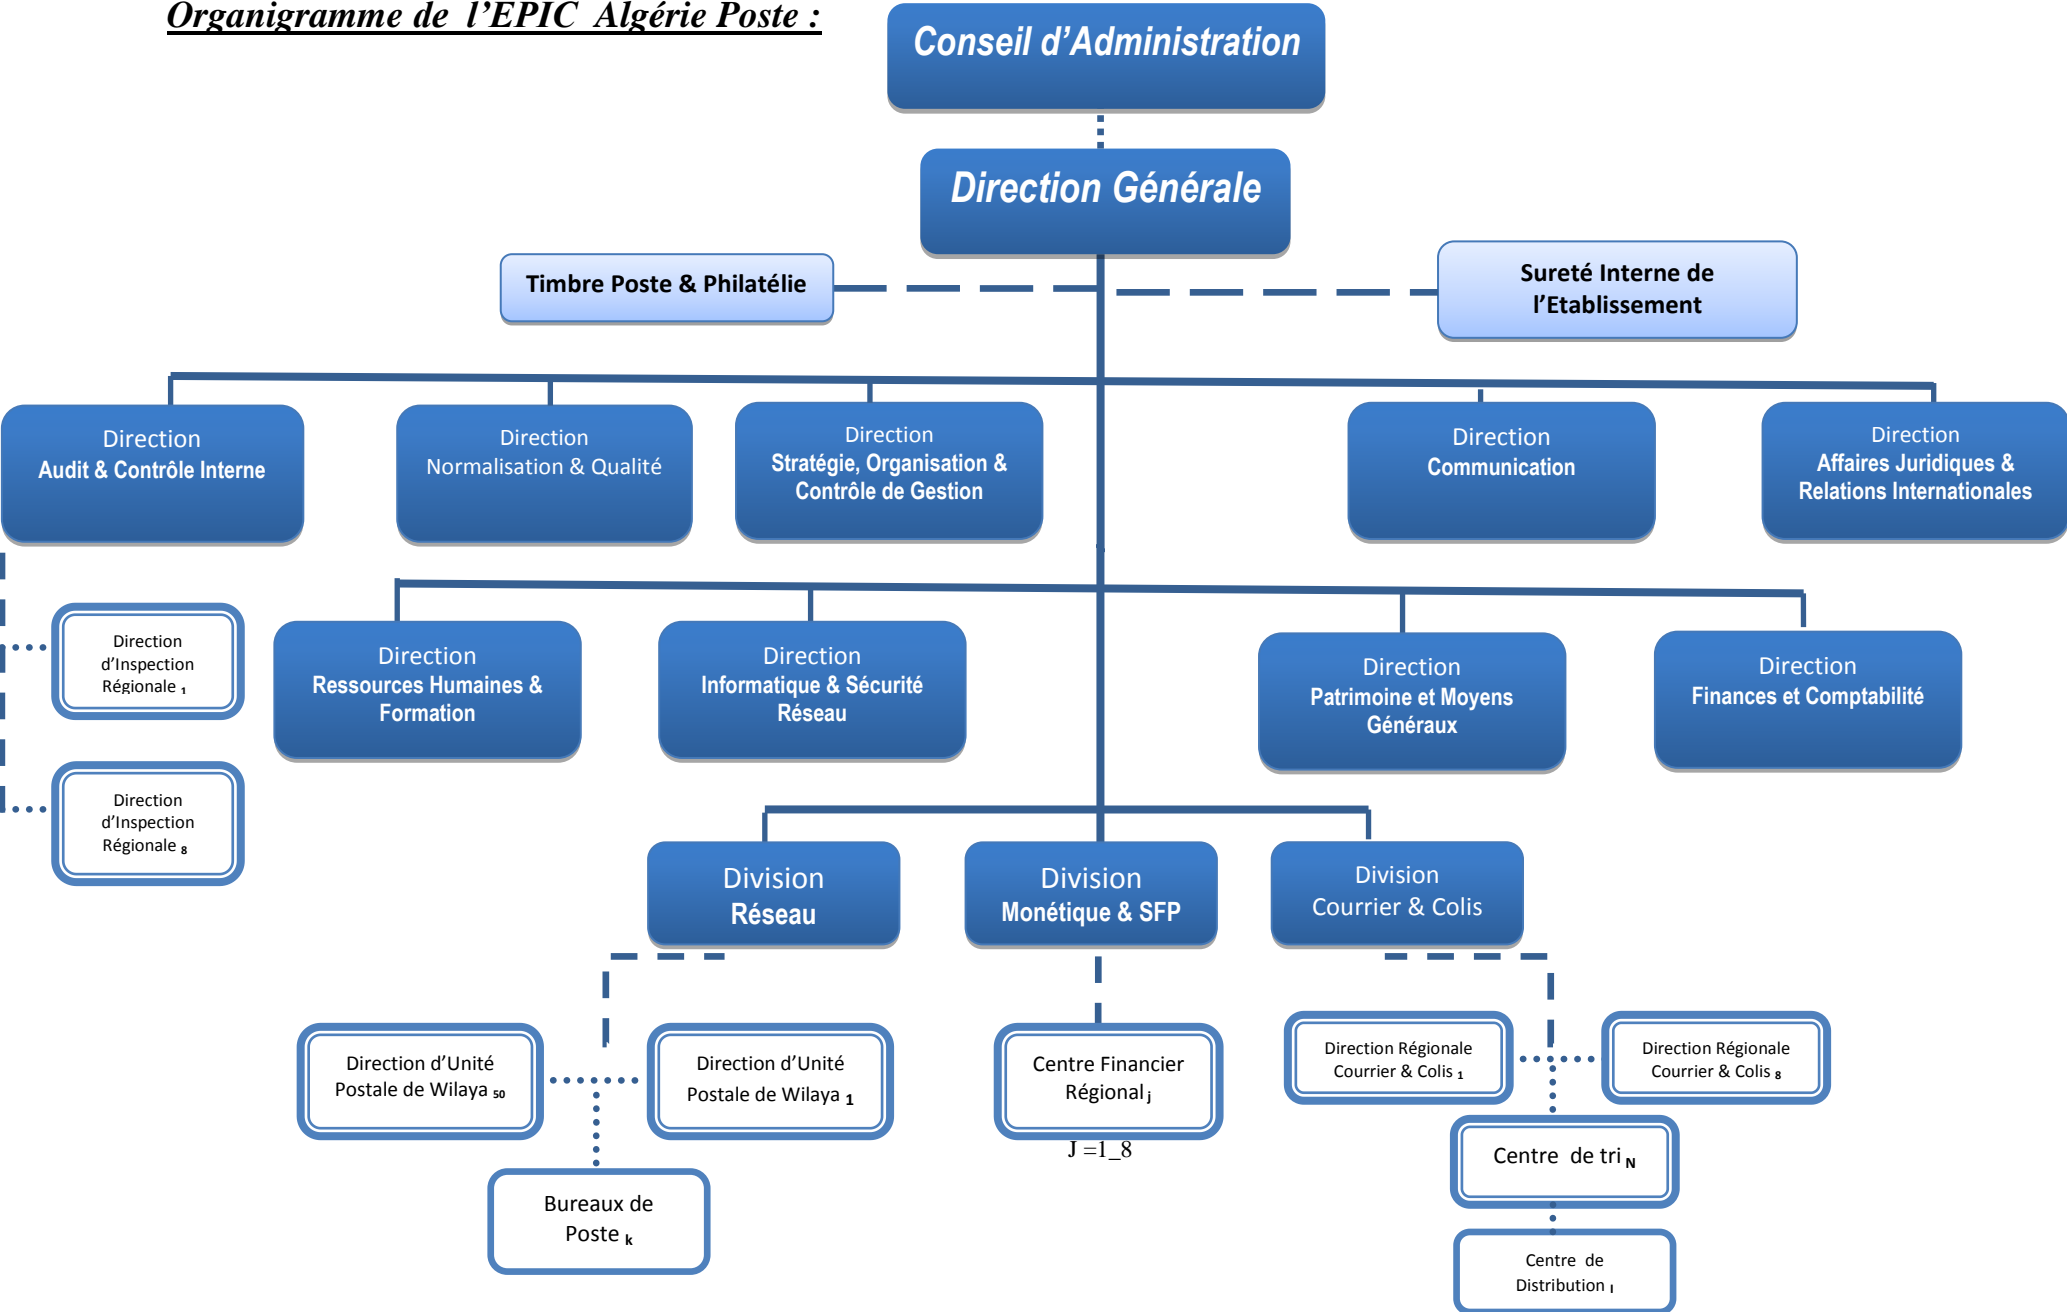 Organigramme de l’EPIC Algérie Poste :
Conseil d’Administration
Direction Générale
Timbre Poste & Philatélie
Sureté Interne de
l’Etablissement
Direction
Audit & Contrôle Interne
Direction
Normalisation & Qualité
Direction
Stratégie, Organisation &
Contrôle de Gestion
Direction
Communication
Direction
Affaires Juridiques &
Relations Internationales
Direction
d’Inspection
Régionale 1
Direction
d’Inspection
Régionale 8
Direction
Ressources Humaines &
Formation
Direction
Informatique & Sécurité
Réseau
Direction
Patrimoine et Moyens
Généraux
Direction
Finances et Comptabilité
Division
Réseau
Division
Monétique & SFP
Division
Courrier & Colis
Direction d’Unité
Postale de Wilaya 50
Direction d’Unité
Postale de Wilaya 1
Bureaux de
Poste k
Centre Financier
Régional j
J =1_8
Direction Régionale
Courrier & Colis 1
Direction Régionale
Courrier & Colis 8
Centre de tri N
Centre de
Distribution l